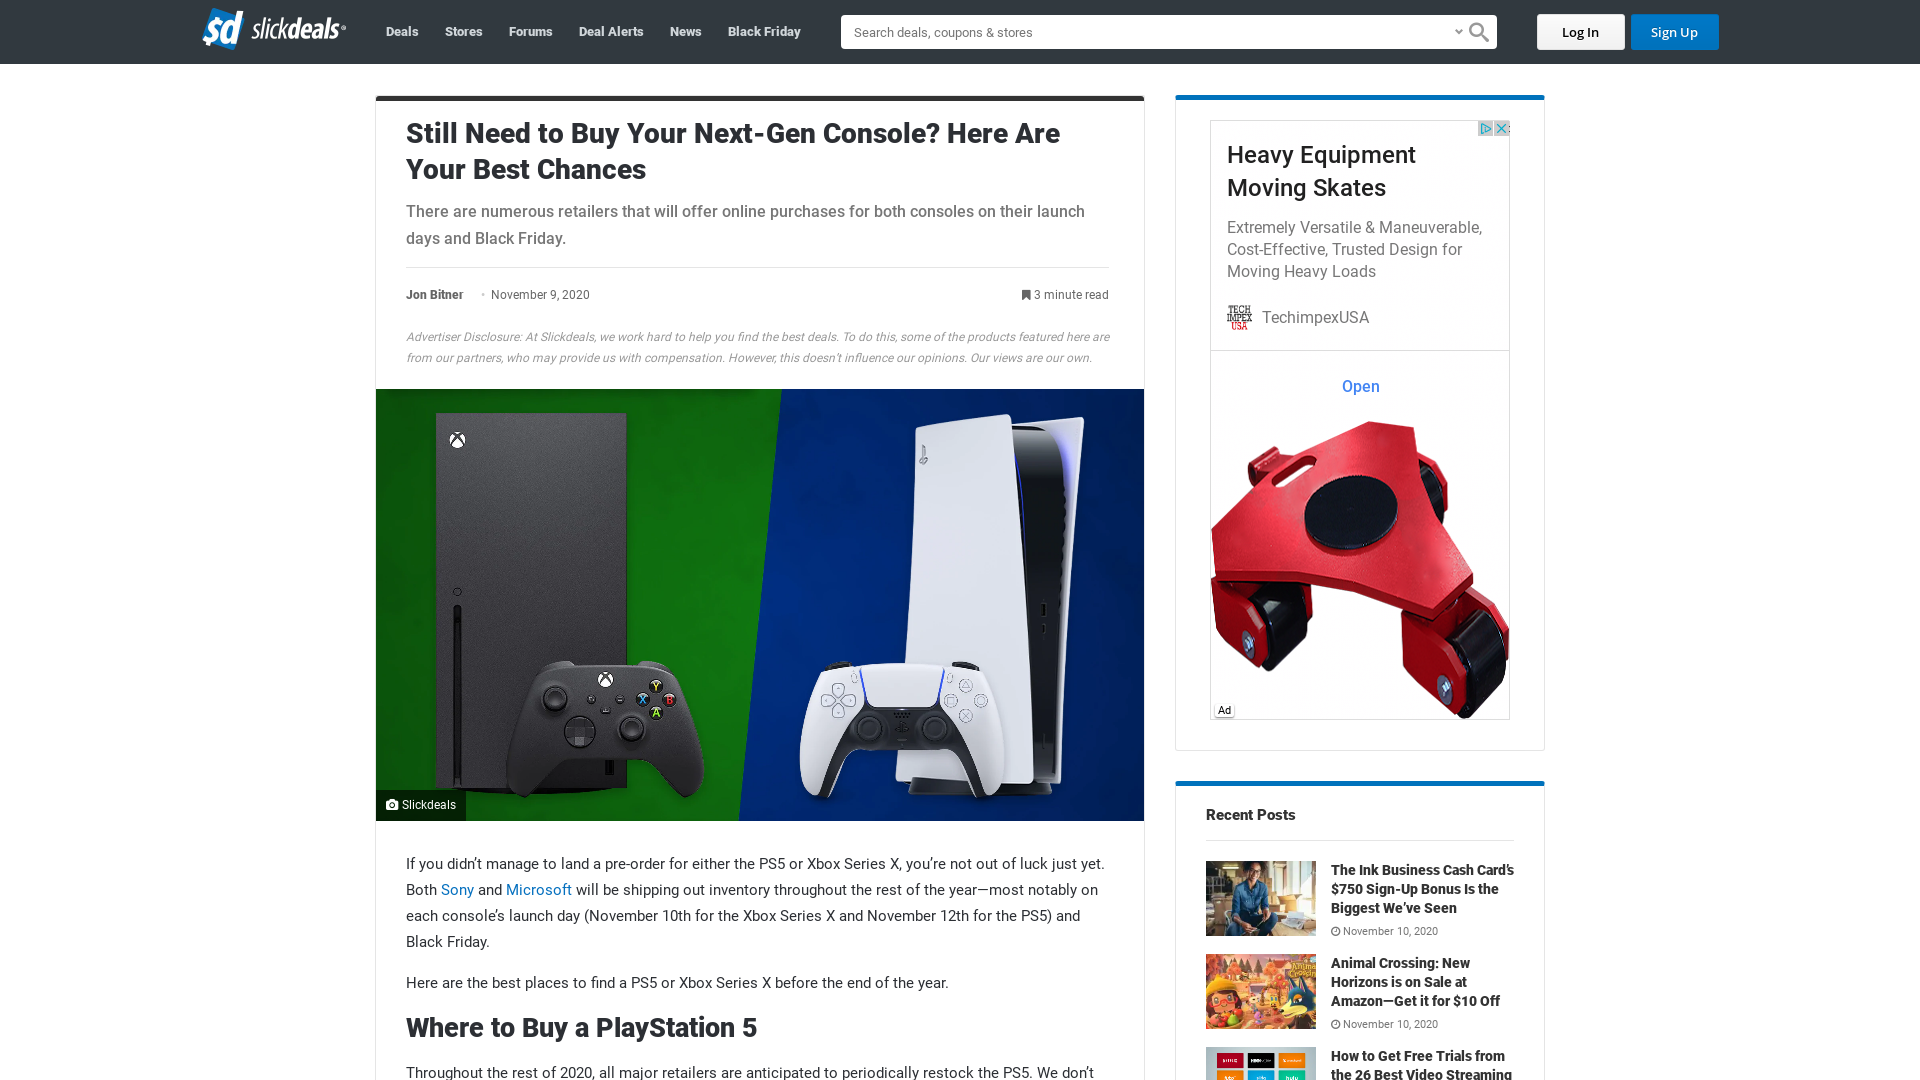 sd slickdeals
Deals
Stores
Forums
Deal Alerts
News
Black Friday
Search deals, coupons & stores
Log In
Sign Up
Still Need to Buy Your Next-Gen Console? Here Are
Your Best Chances
There are numerous retailers that will offer online purchases for both consoles on their launch
days and Black Friday.
Jon Bitner • November 9, 2020
3 minute read
Advertiser Disclosure: At Slickdeals, we work hard to help you find the best deals. To do this, some of the products featured here are
from our partners, who may provide us with compensation. However, this doesn’t influence our opinions. Our views are our own.
Y
X
B
A
Slickdeals
If you didn’t manage to land a pre-order for either the PS5 or Xbox Series X, you’re not out of luck just yet.
Both Sony and Microsoft will be shipping out inventory throughout the rest of the year—most notably on
each console’s launch day (November 10th for the Xbox Series X and November 12th for the PS5) and
Black Friday.
Here are the best places to find a PS5 or Xbox Series X before the end of the year.
Where to Buy a PlayStation 5
Throughout the rest of 2020, all major retailers are anticipated to periodically restock the PS5. We don’t
Heavy Equipment
Moving Skates
Extremely Versatile & Maneuverable,
Cost-Effective, Trusted Design for
Moving Heavy Loads
TECH
IMPEX
USA
TechimpexUSA
Open
Ad
Recent Posts
The Ink Business Cash Card’s
$750 Sign-Up Bonus Is the
Biggest We’ve Seen
November 10, 2020
Animal Crossing: New
Horizons is on Sale at
Amazon—Get it for $10 Off
November 10, 2020
How to Get Free Trials from
the 26 Best Video Streaming